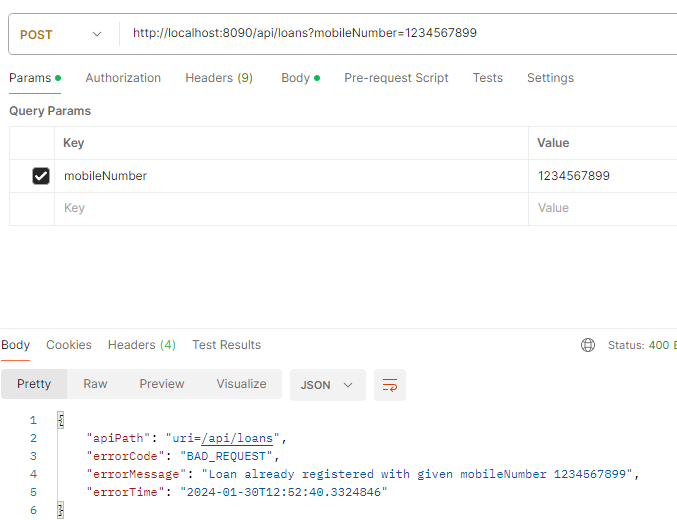 POST http://localhost:8090/api/loans?mobileNumber=1234567899
Params Authorization Headers (9) Body Pre-request Script Tests Settings
Query Params
Key Value
mobileNumber 1234567899
Key Value
Body Cookies Headers (4) Test Results Status: 400
Pretty Raw Preview Visualize JSON
1 {
2 "apiPath": "uri=/api/loans",
3 "errorCode": "BAD_REQUEST",
4 "errorMessage": "Loan already registered with given mobileNumber 1234567899",
5 "errorTime": "2024-01-30T12:52:40.3324846"
6 }